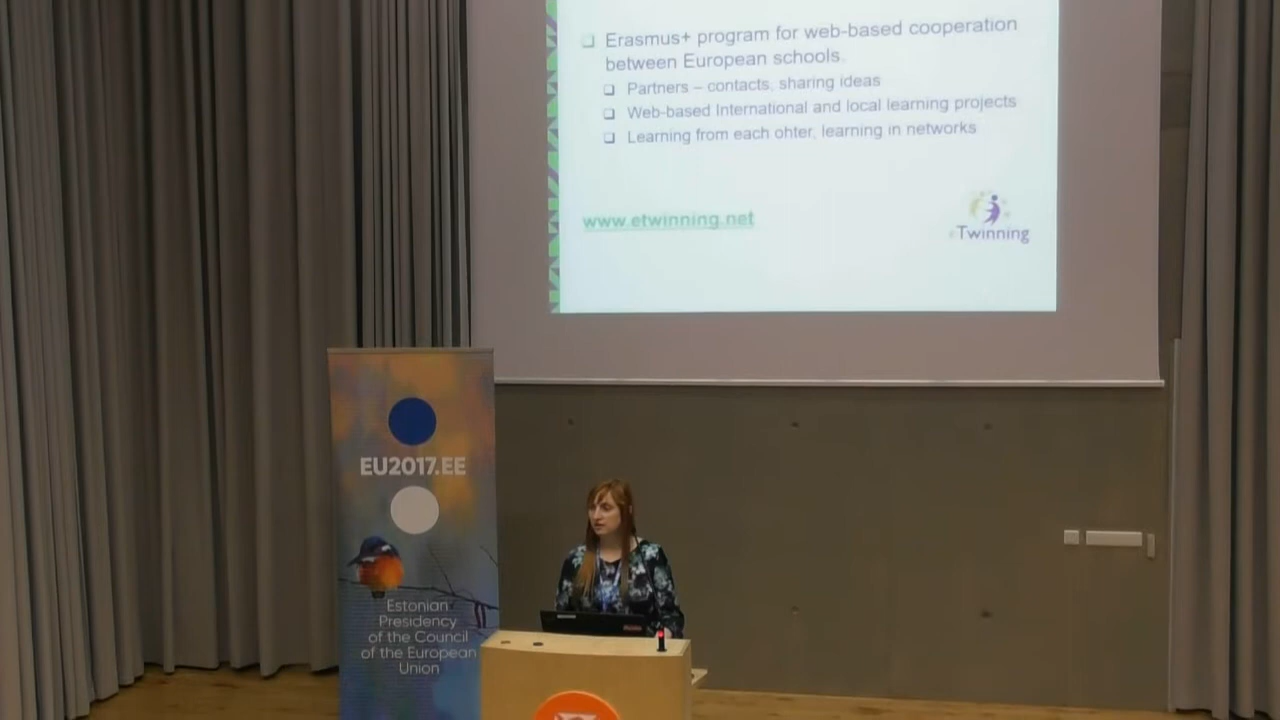 Erasmus+ program for web-based cooperation
between European schools.
Partners – contacts, sharing ideas
Web-based International and local learning projects
Learning from each ohter, learning in networks
www.etwinning.net
eTwinning
EU2017.EE
Estonian
Presidency
of the Council
of the European
Union